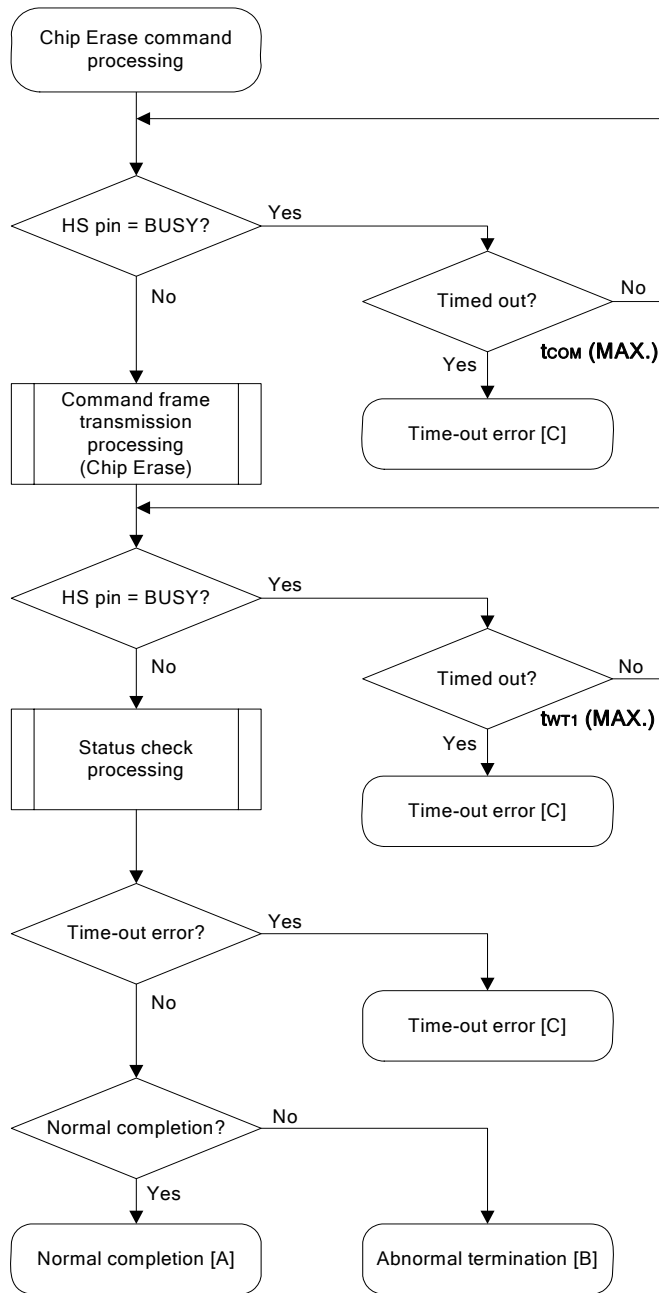 Chip Erase command
processing
HS pin = BUSY?
Yes
No
Timed out?
No
tCOM (MAX.)
Yes
Time-out error [C]
Command frame
transmission
processing
(Chip Erase)
HS pin = BUSY?
Yes
No
Timed out?
No
tWT1 (MAX.)
Yes
Time-out error [C]
Status check
processing
Time-out error?
Yes
No
Time-out error [C]
Normal completion?
No
Yes
Normal completion [A]
Abnormal termination [B]